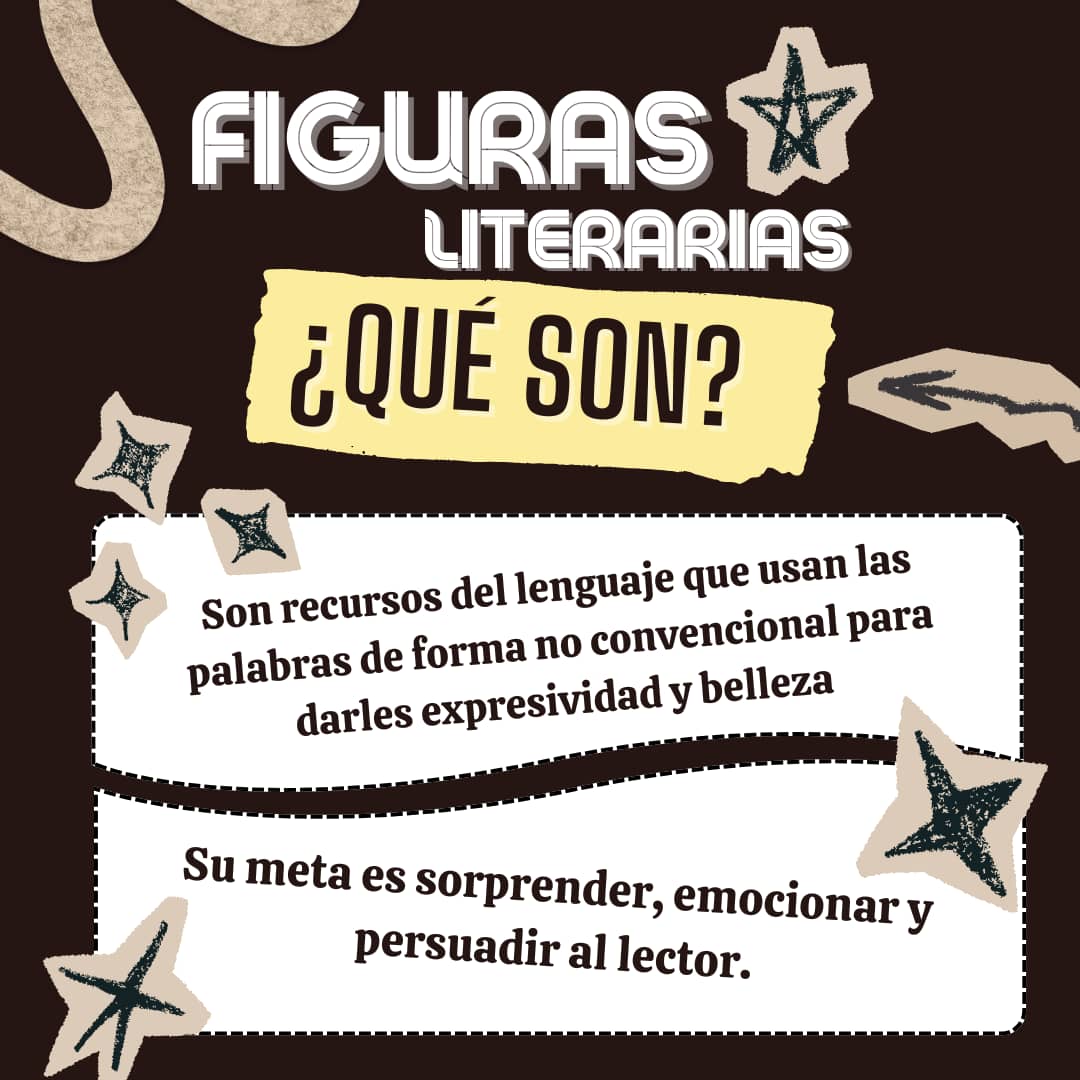 FIGURAS
LITERARIAS
¿QUÉ SON?
Son recursos del lenguaje que usan las
palabras de forma no convencional para
darles expresividad y belleza
Su meta es sorprender, emocionar y
persuadir al lector.